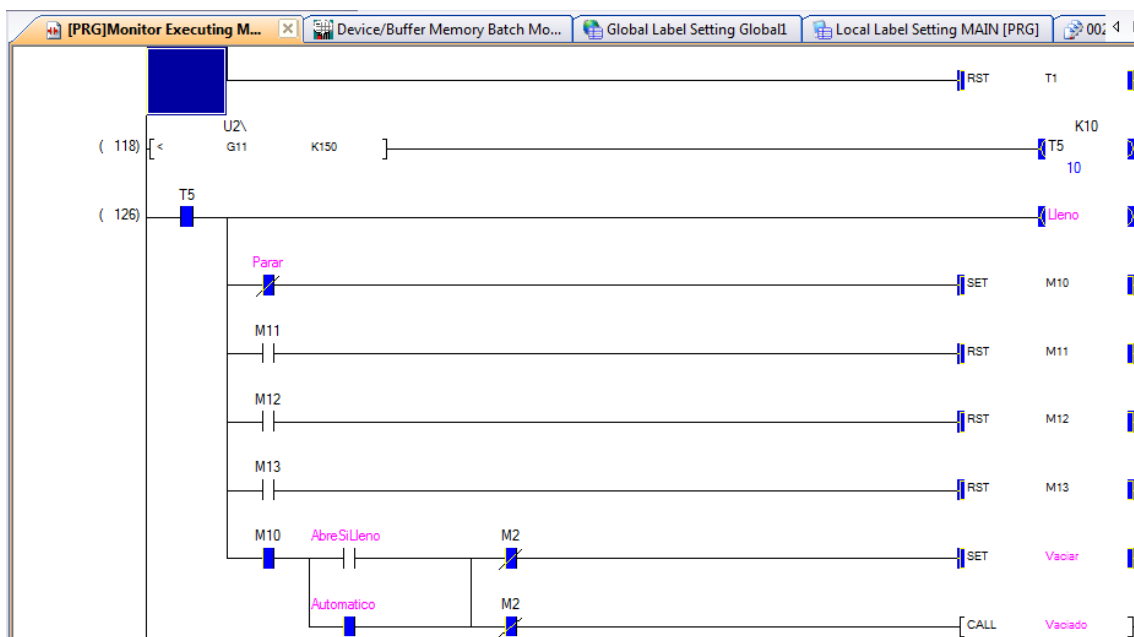 [PRG]Monitor Executing M... Device/Buffer Memory Batch Mo... Global Label Setting Global1 Local Label Setting MAIN [PRG] 002
RST T1
U2\ K10
( 118) < G11 K150 T5
10
T5
( 126) Lleno
Parar
SET M10
M11
RST M11
M12
RST M12
M13
RST M13
M10 AbreSiLleno M2
SET Vaciar
Automatico M2
CALL Vaciado